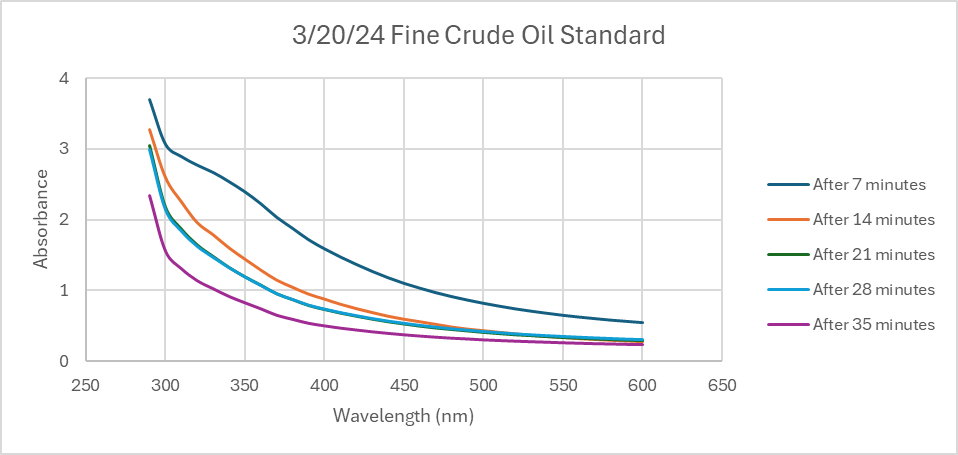 3/20/24 Fine Crude Oil Standard
4
3
2
1
0
Absorbance
250 300 350 400 450 500 550 600 650
Wavelength (nm)
After 7 minutes
After 14 minutes
After 21 minutes
After 28 minutes
After 35 minutes